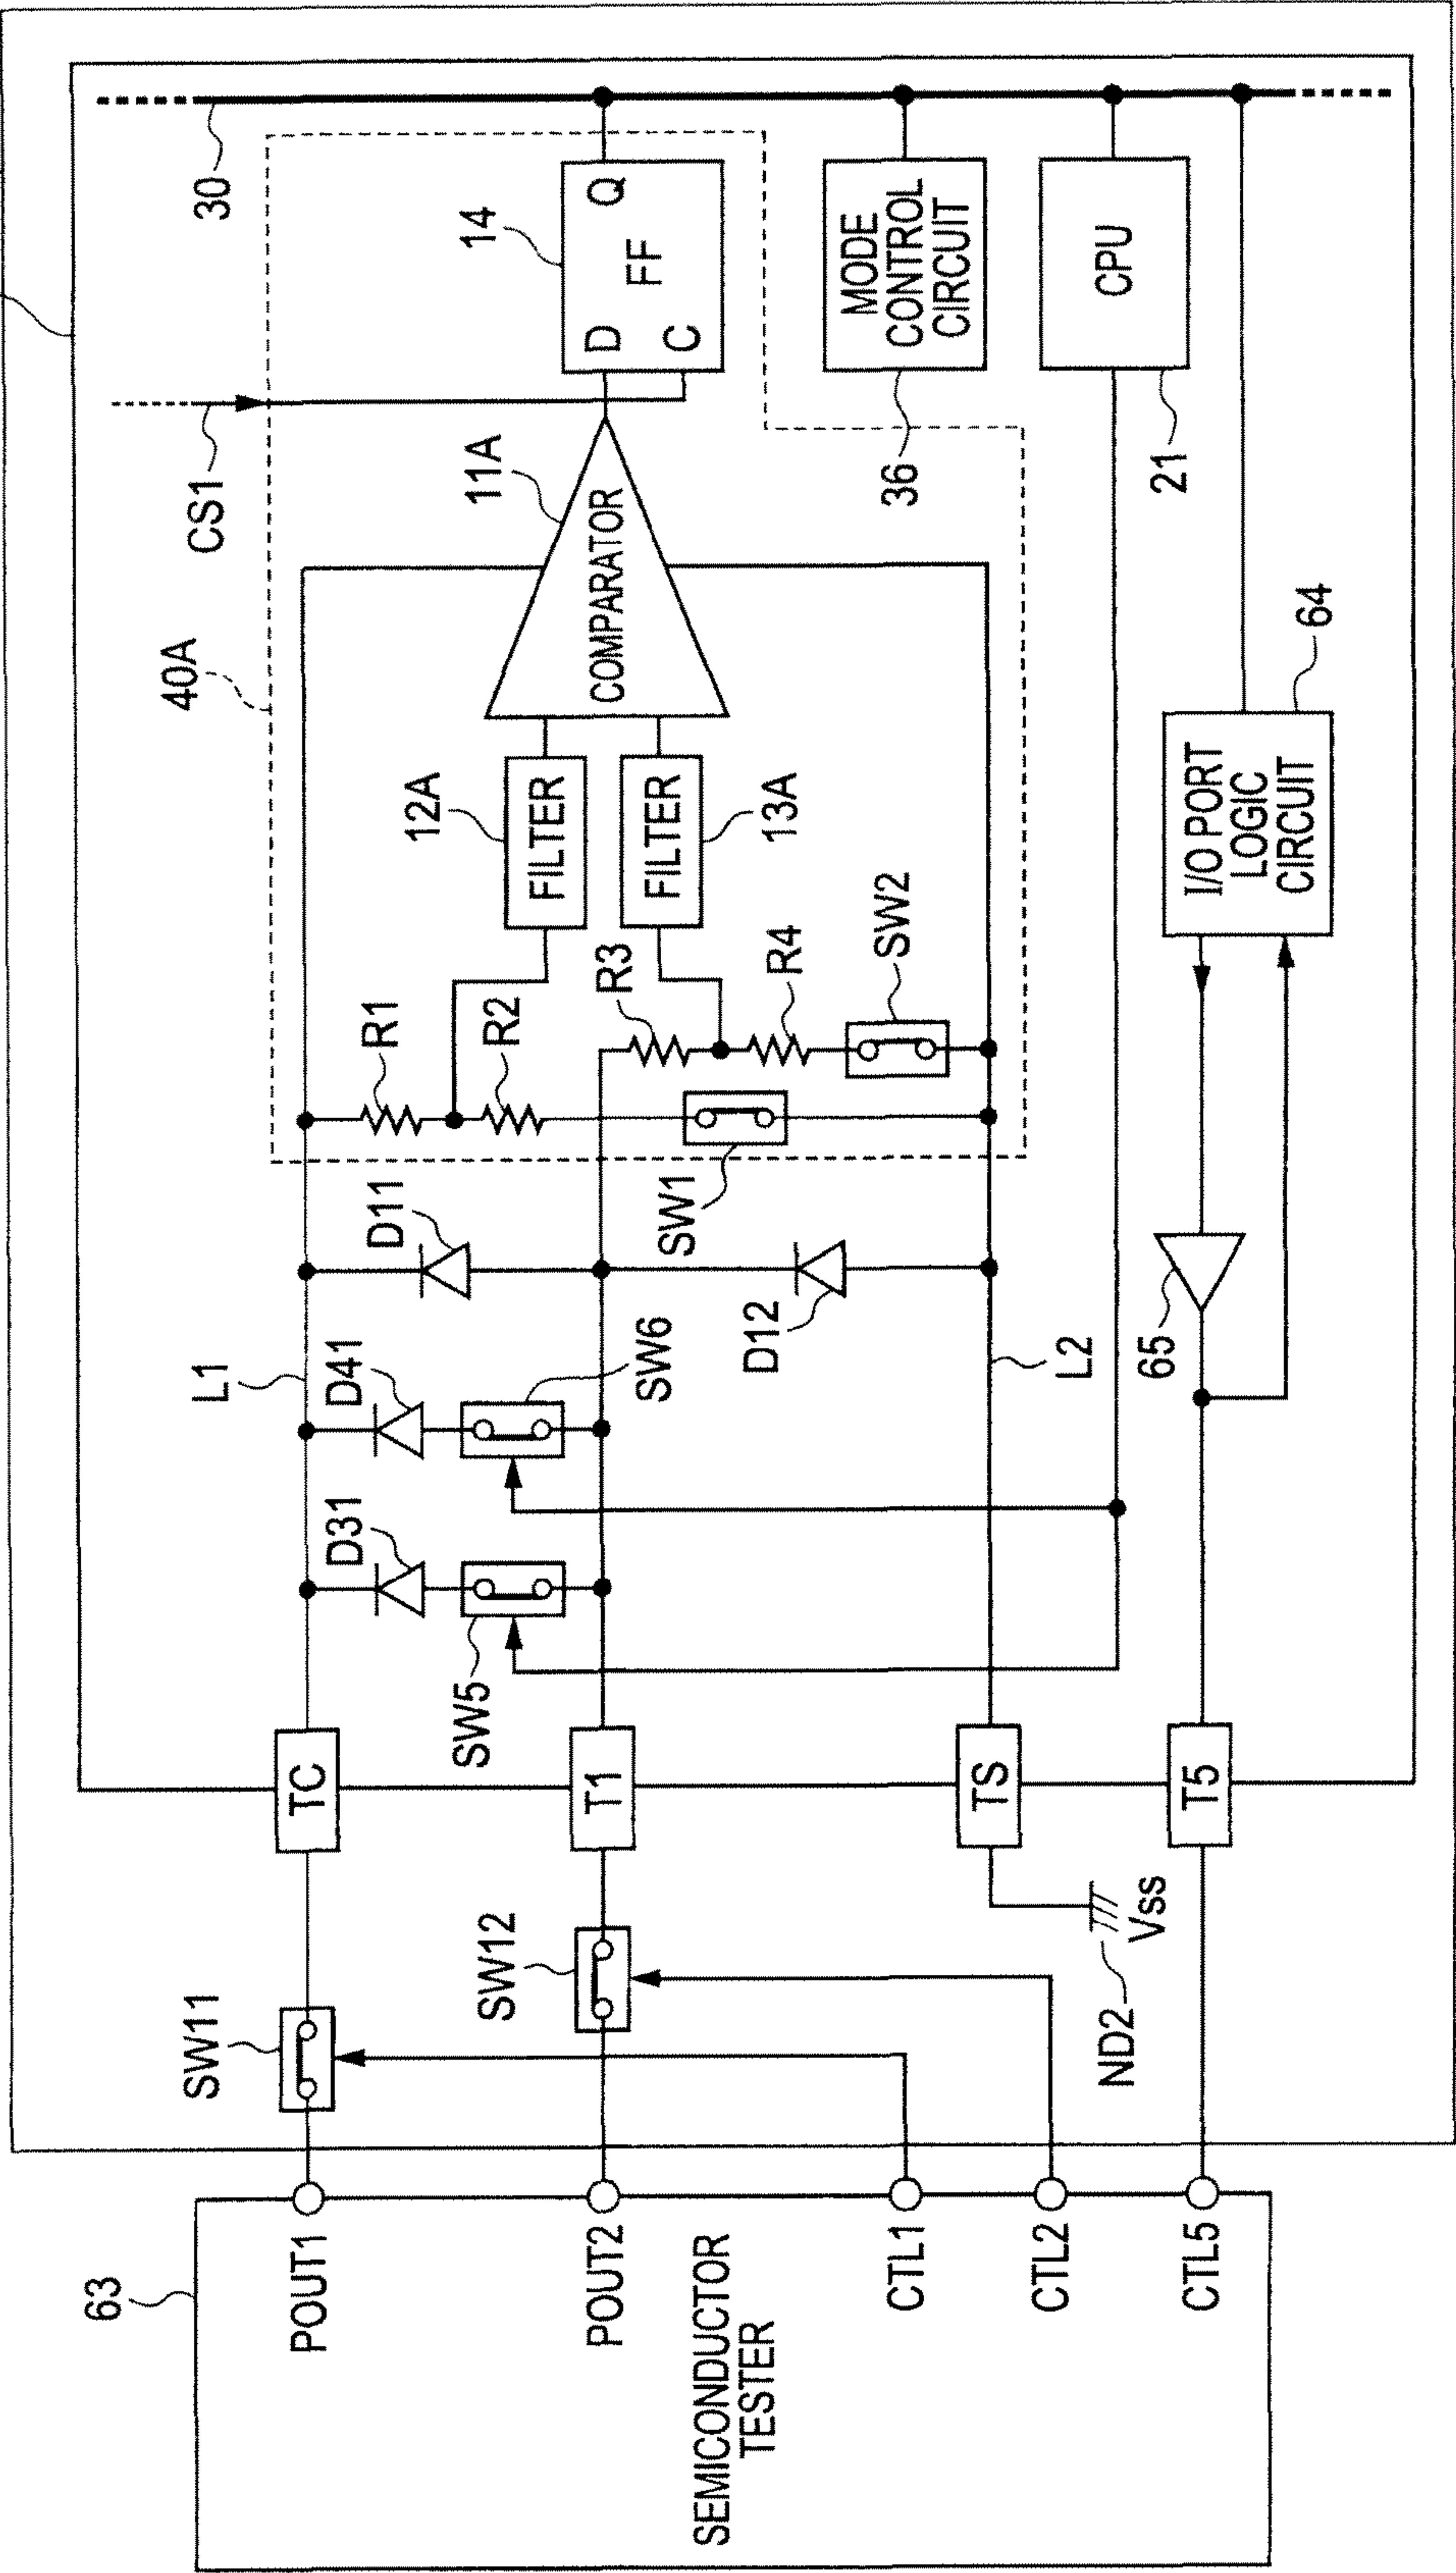 63
SEMICONDUCTOR
TESTER
POUT1
POUT2
CTL1
CTL2
CTL5
SW11
SW12
ND2
Vss
TC
T1
TS
T5
SW5
D31
SW6
D41
L1
D11
D12
L2
65
SW1
R1
R2
R3
R4
SW2
12A
FILTER
FILTER
13A
40A
COMPARATOR
11A
CS1
14
D
C
FF
Q
30
MODE
CONTROL
CIRCUIT
36
CPU
21
I/O PORT
LOGIC
CIRCUIT
64